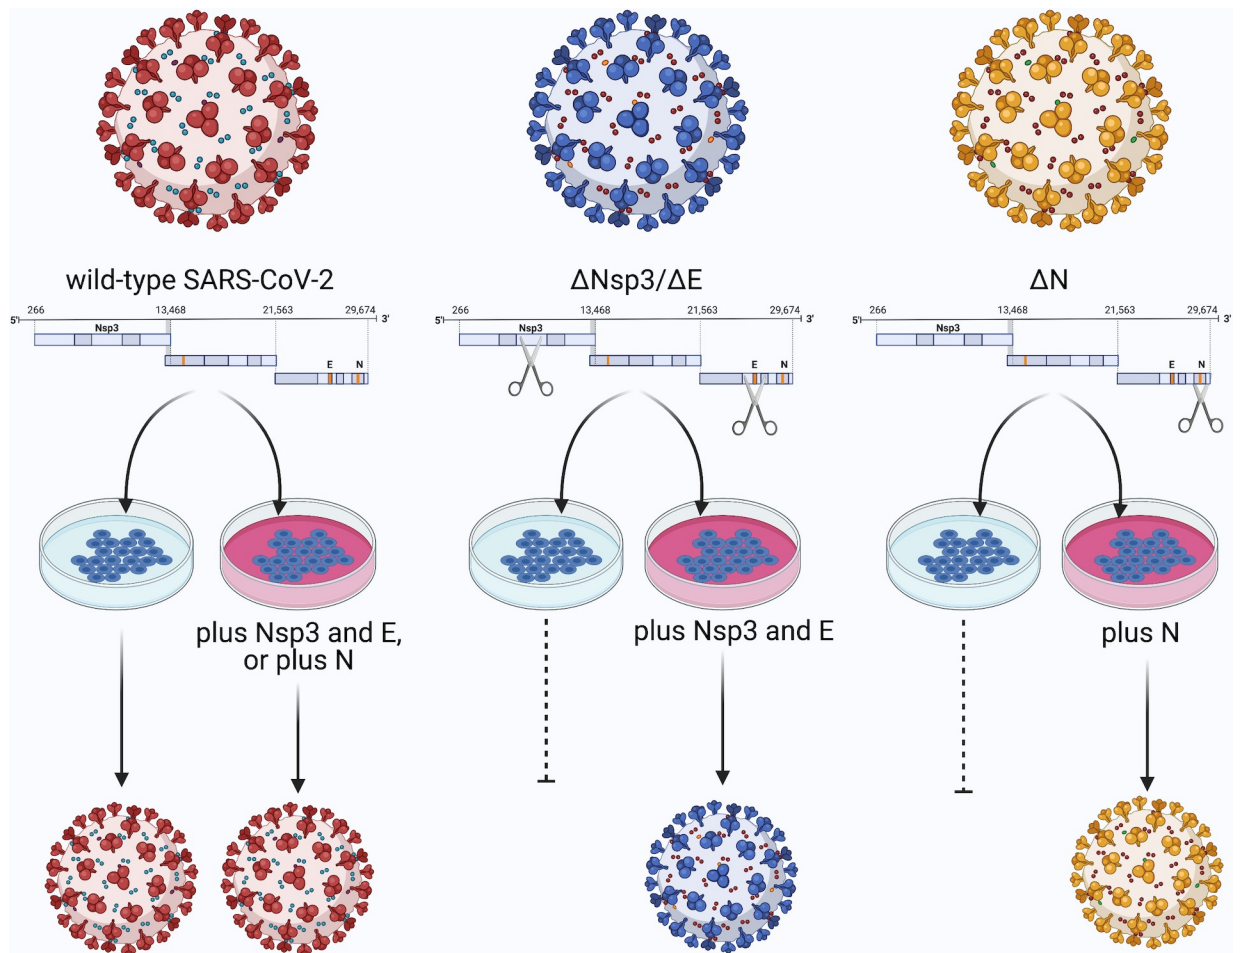 wild-type SARS-CoV-2
ΔNsp3/ΔE
ΔN
266 13,468 21,563 29,674
5' 3'
Nsp3
E N
266 13,468 21,563 29,674
5' 3'
Nsp3
E N
266 13,468 21,563 29,674
5' 3'
Nsp3
E N
plus Nsp3 and E,
or plus N
plus Nsp3 and E
plus N